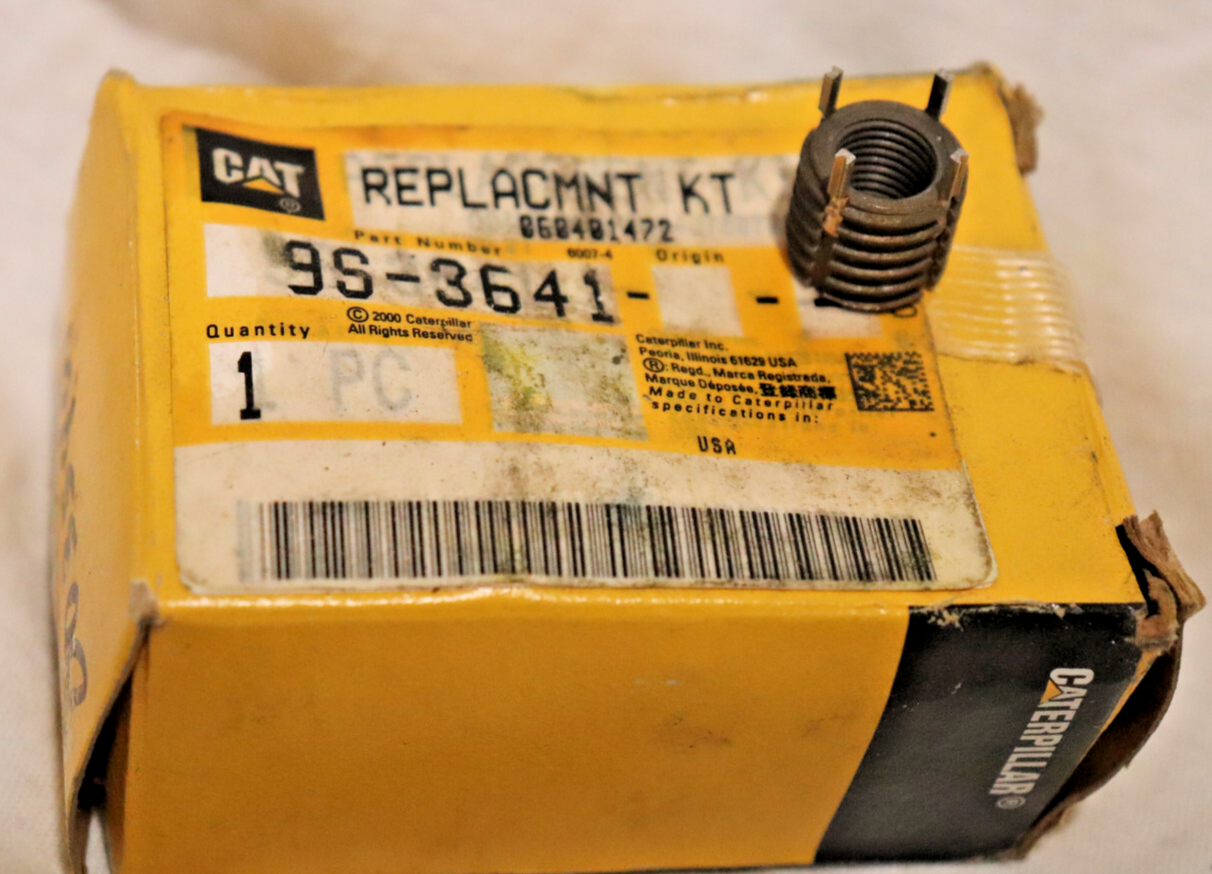 CAT®
REPLACMNT KT
060401472
Part Number 6007-4 Origin
9S-3641- -
Quantity
© 2000 Caterpillar
All Rights Reserved
1 PC
Caterpillar Inc.
Peoria, Illinois 61629 USA
®: Regd., Marca Registrada,
Marque Déposée, 登録商標
Made to Caterpillar
specifications in:
USA
CATERPILLAR®